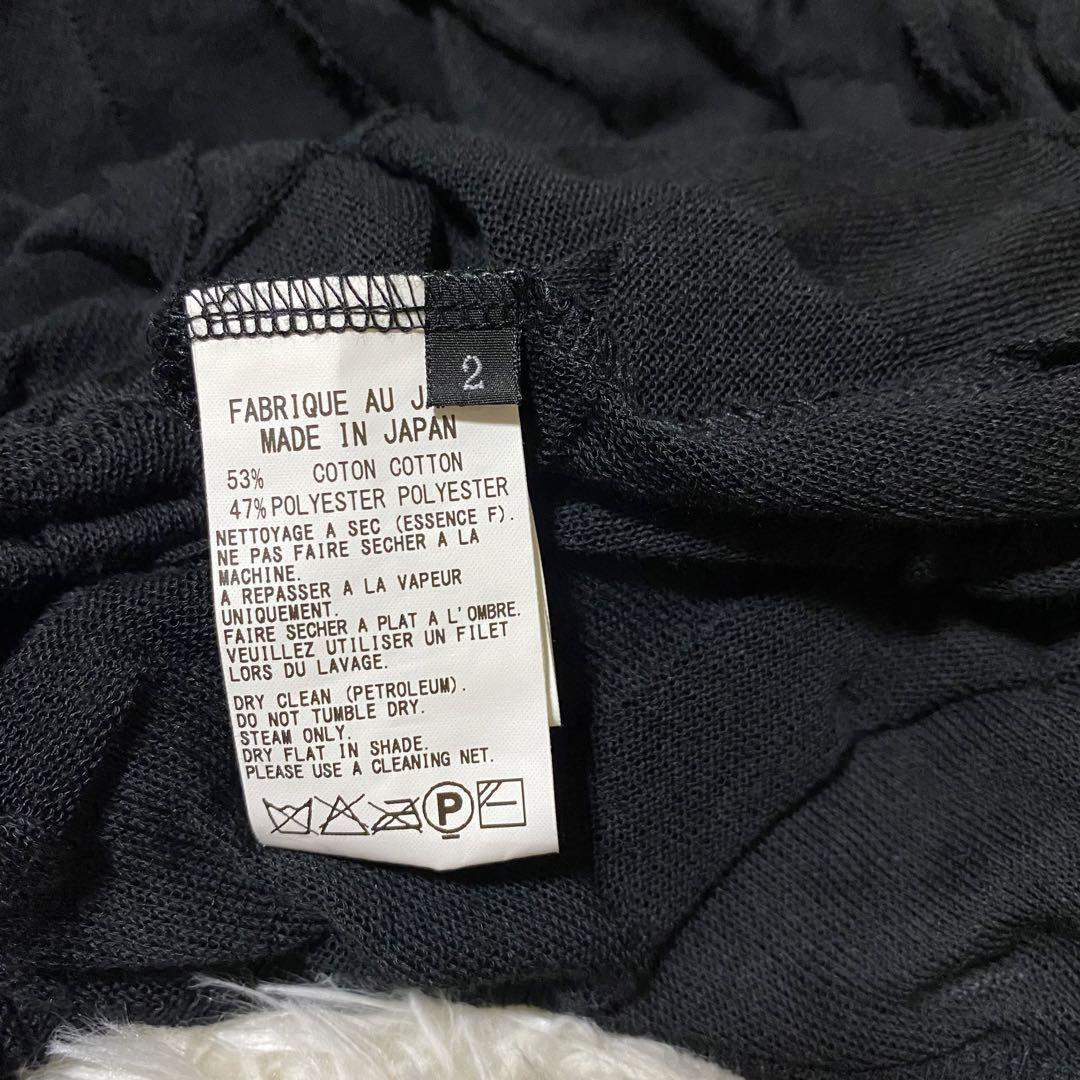 2
FABRIQUE AU
MADE IN JAPAN
53% COTON COTTON
47% POLYESTER POLYESTER
NETTOYAGE A SEC (ESSENCE F).
NE PAS FAIRE SECHER A LA
MACHINE.
A REPASSER A LA VAPEUR
UNIQUEMENT.
FAIRE SECHER A PLAT A L'OMBRE.
VEUILLEZ UTILISER UN FILET
LORS DU LAVAGE.
DRY CLEAN (PETROLEUM).
DO NOT TUMBLE DRY.
STEAM ONLY.
DRY FLAT IN SHADE.
PLEASE USE A CLEANING NET.
P